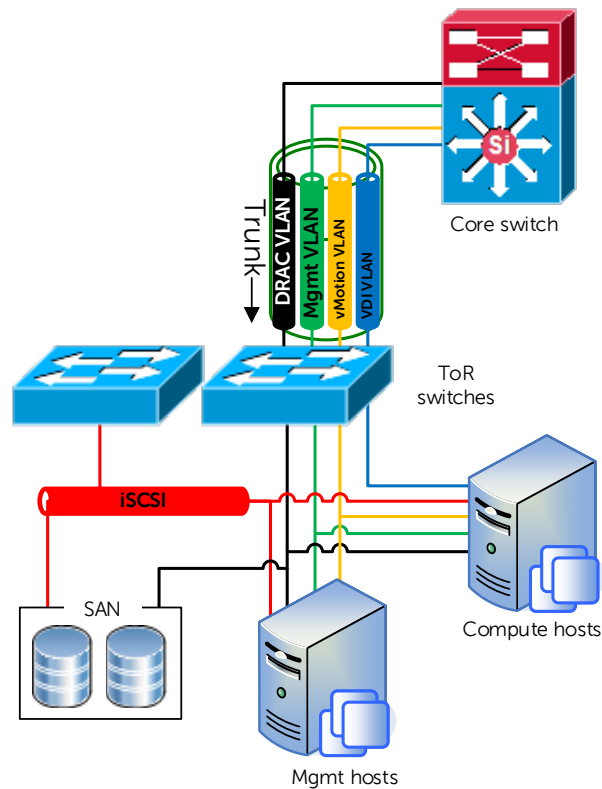 Si
Core switch
Trunk
DRAC VLAN
Mgmt VLAN
vMotion VLAN
VDI VLAN
ToR
switches
iSCSI
SAN
Compute hosts
Mgmt hosts